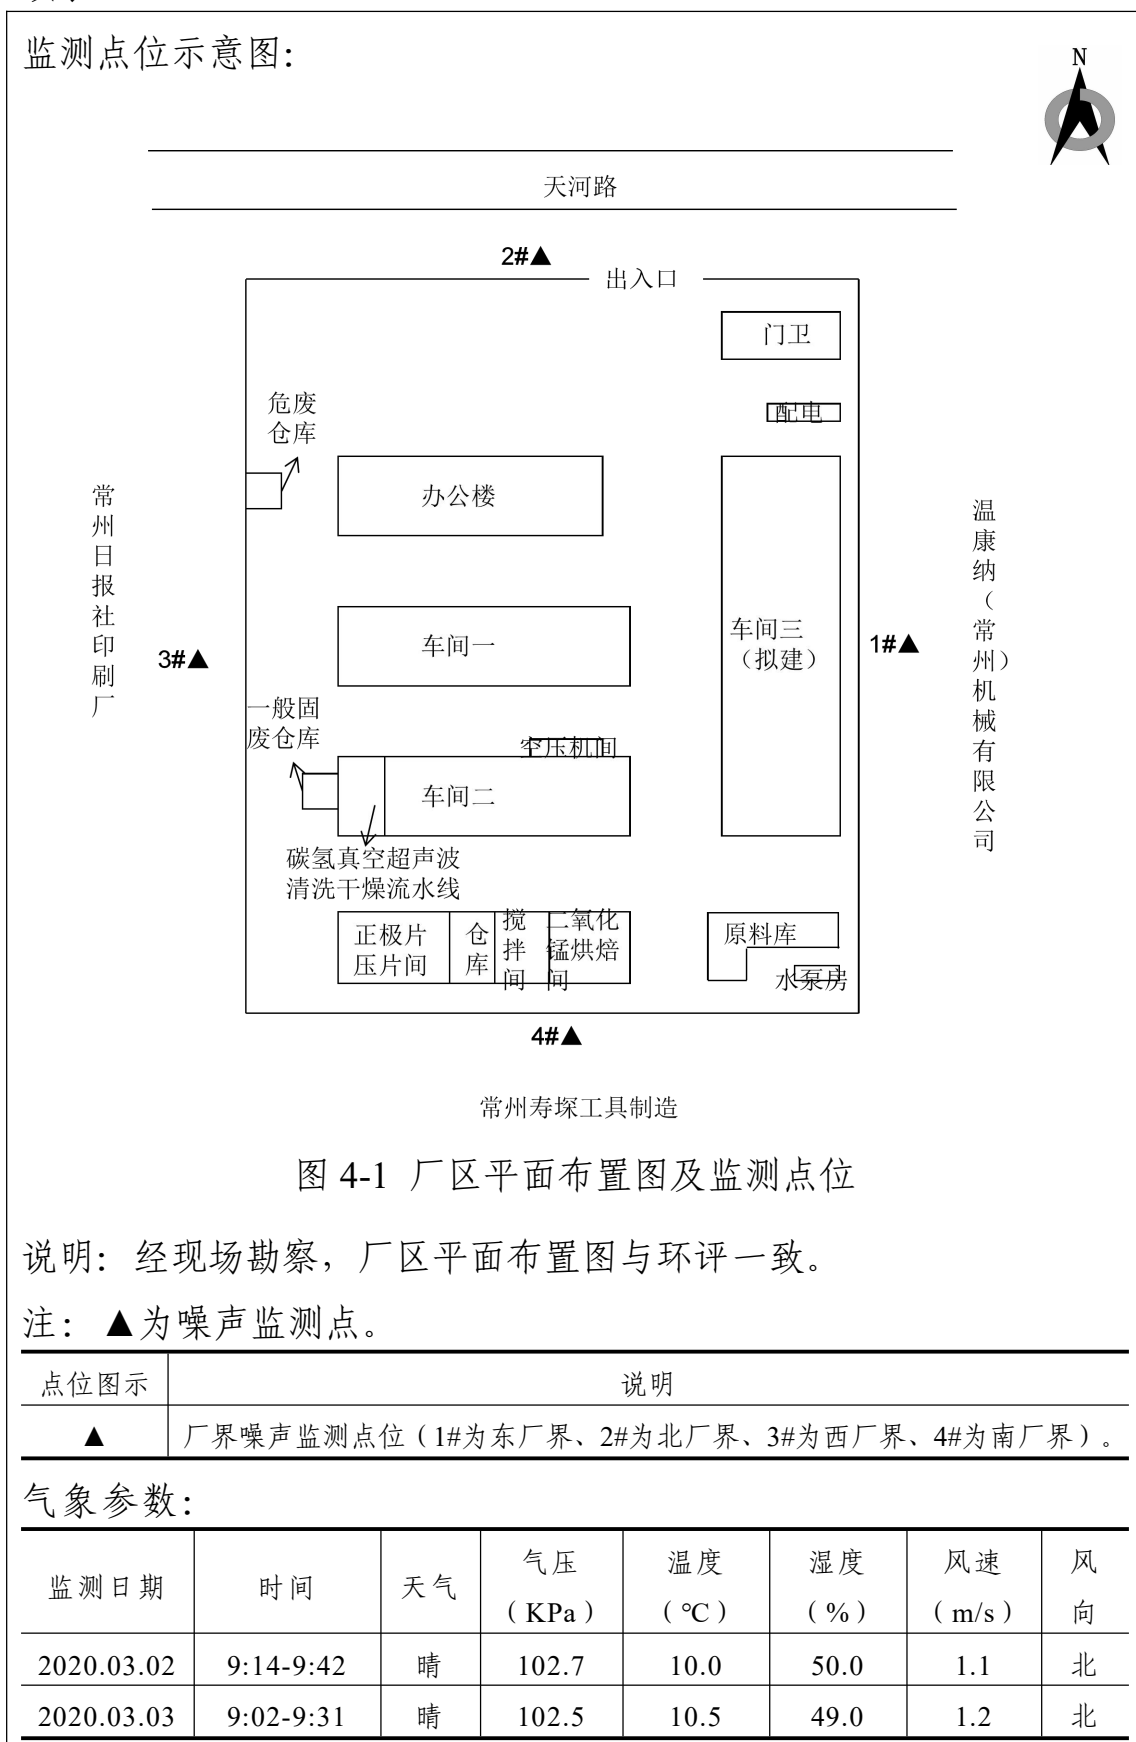 监测点位示意图:
N
天河路
2#▲
出入口
门卫
危废
仓库
配电
办公楼
常州日报社印刷厂
温康纳(常州)机械有限公司
车间一
车间三
(拟建)
3#▲
1#▲
一般固
废仓库
空压机间
车间二
碳氢真空超声波
清洗干燥流水线
正极片
压片间
仓库
搅拌间
二氧化
锰烘焙
间
原料库
水泵房
4#▲
常州寿堔工具制造
图 4-1 厂区平面布置图及监测点位
说明: 经现场勘察, 厂区平面布置图与环评一致。
注: ▲为噪声监测点。
点位图示 说明
▲ 厂界噪声监测点位(1#为东厂界、2#为北厂界、3#为西厂界、4#为南厂界)。
气象参数:
监测日期 时间 天气 气压(KPa) 温度(℃) 湿度(%) 风速(m/s) 风向
2020.03.02 9:14-9:42 晴 102.7 10.0 50.0 1.1 北
2020.03.03 9:02-9:31 晴 102.5 10.5 49.0 1.2 北